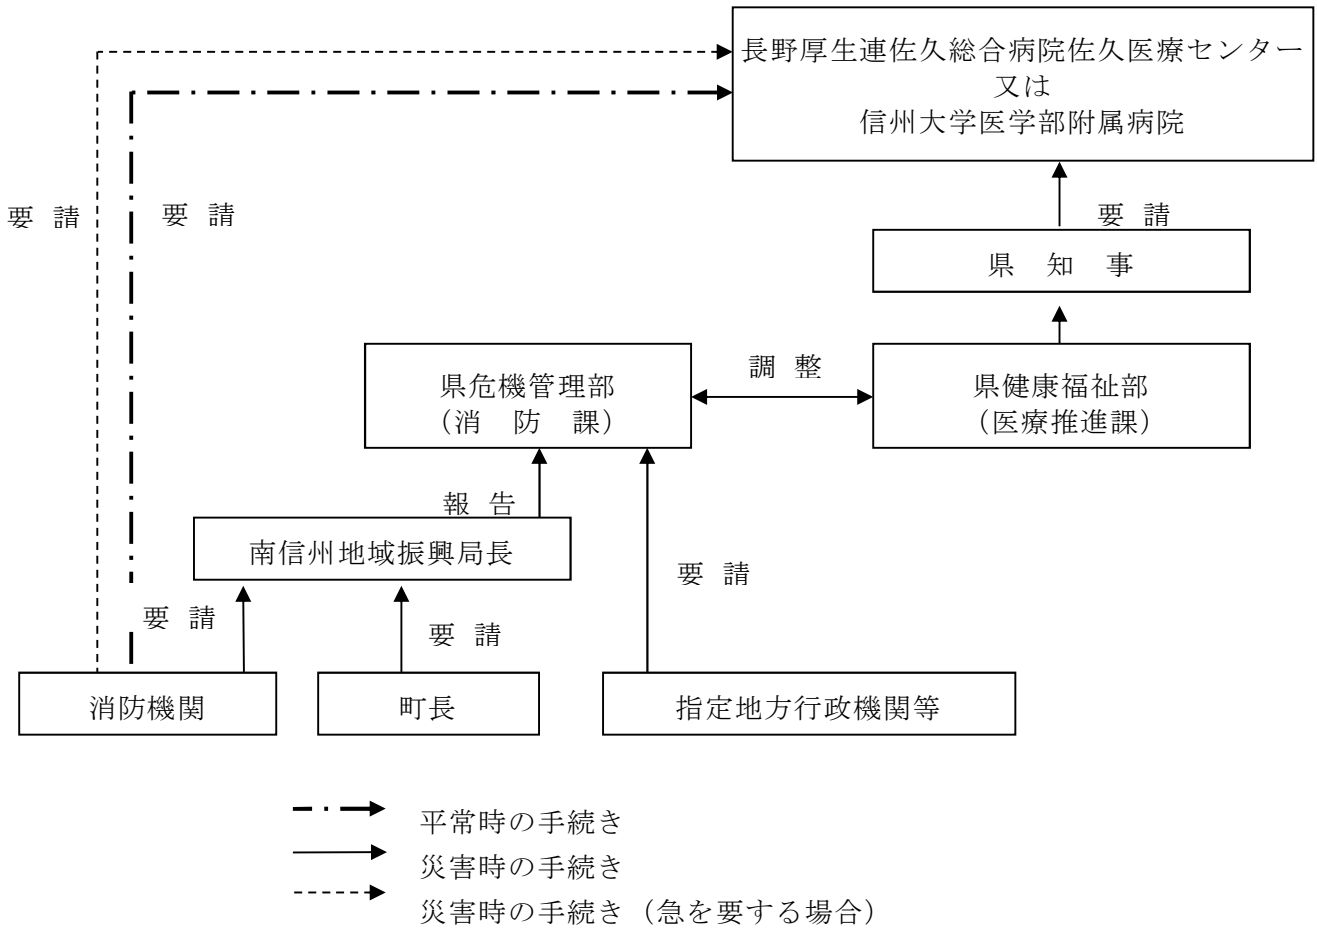 長野厚生連佐久総合病院佐久医療センター
又は
信州大学医学部附属病院
要 請
要 請
要 請
県 知 事
調 整
県危機管理部
（消 防 課）
県健康福祉部
（医療推進課）
報 告
南信州地域振興局長
要 請
要 請
要 請
消防機関
町長
指定地方行政機関等
平常時の手続き
災害時の手続き
災害時の手続き（急を要する場合）